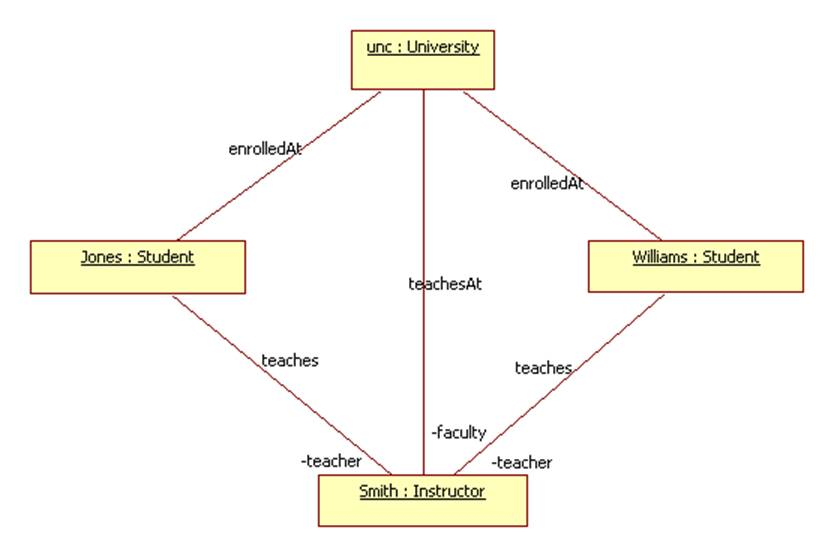 unc : University
enrolledAt
enrolledAt
Jones : Student
Williams : Student
teachesAt
teaches
teaches
-faculty
-teacher
-teacher
Smith : Instructor